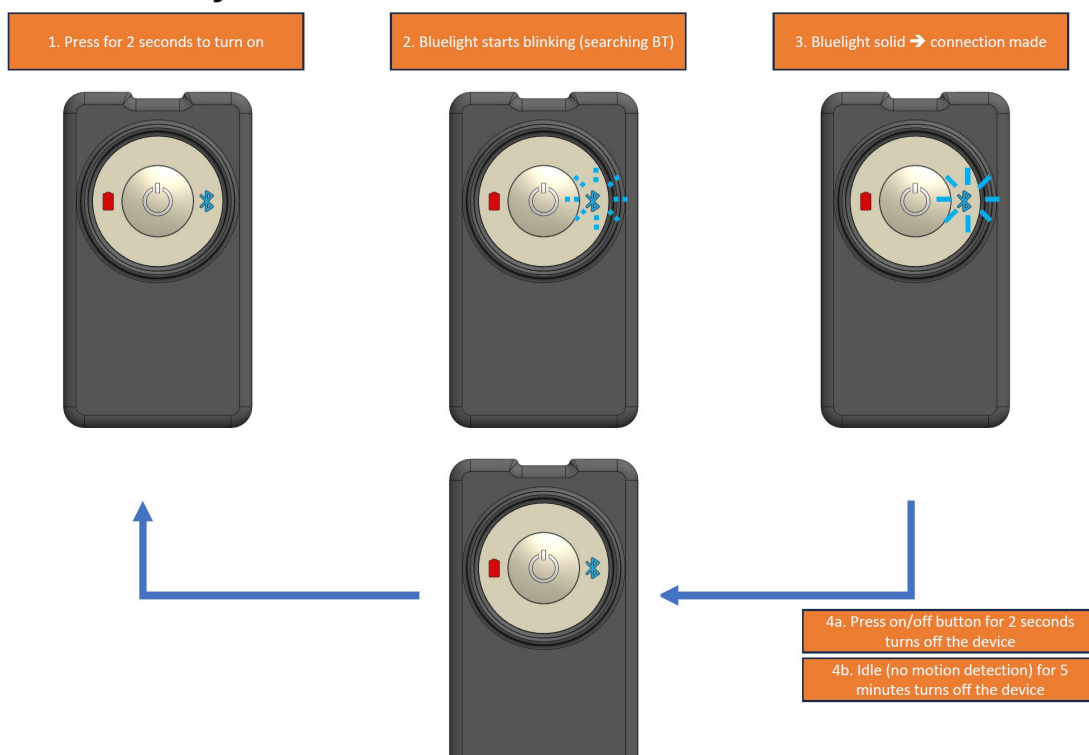 1. Press for 2 seconds to turn on
2. Bluelight starts blinking (searching BT)
3. Bluelight solid ➔ connection made
4a. Press on/off button for 2 seconds
turns off the device
4b. Idle (no motion detection) for 5
minutes turns off the device